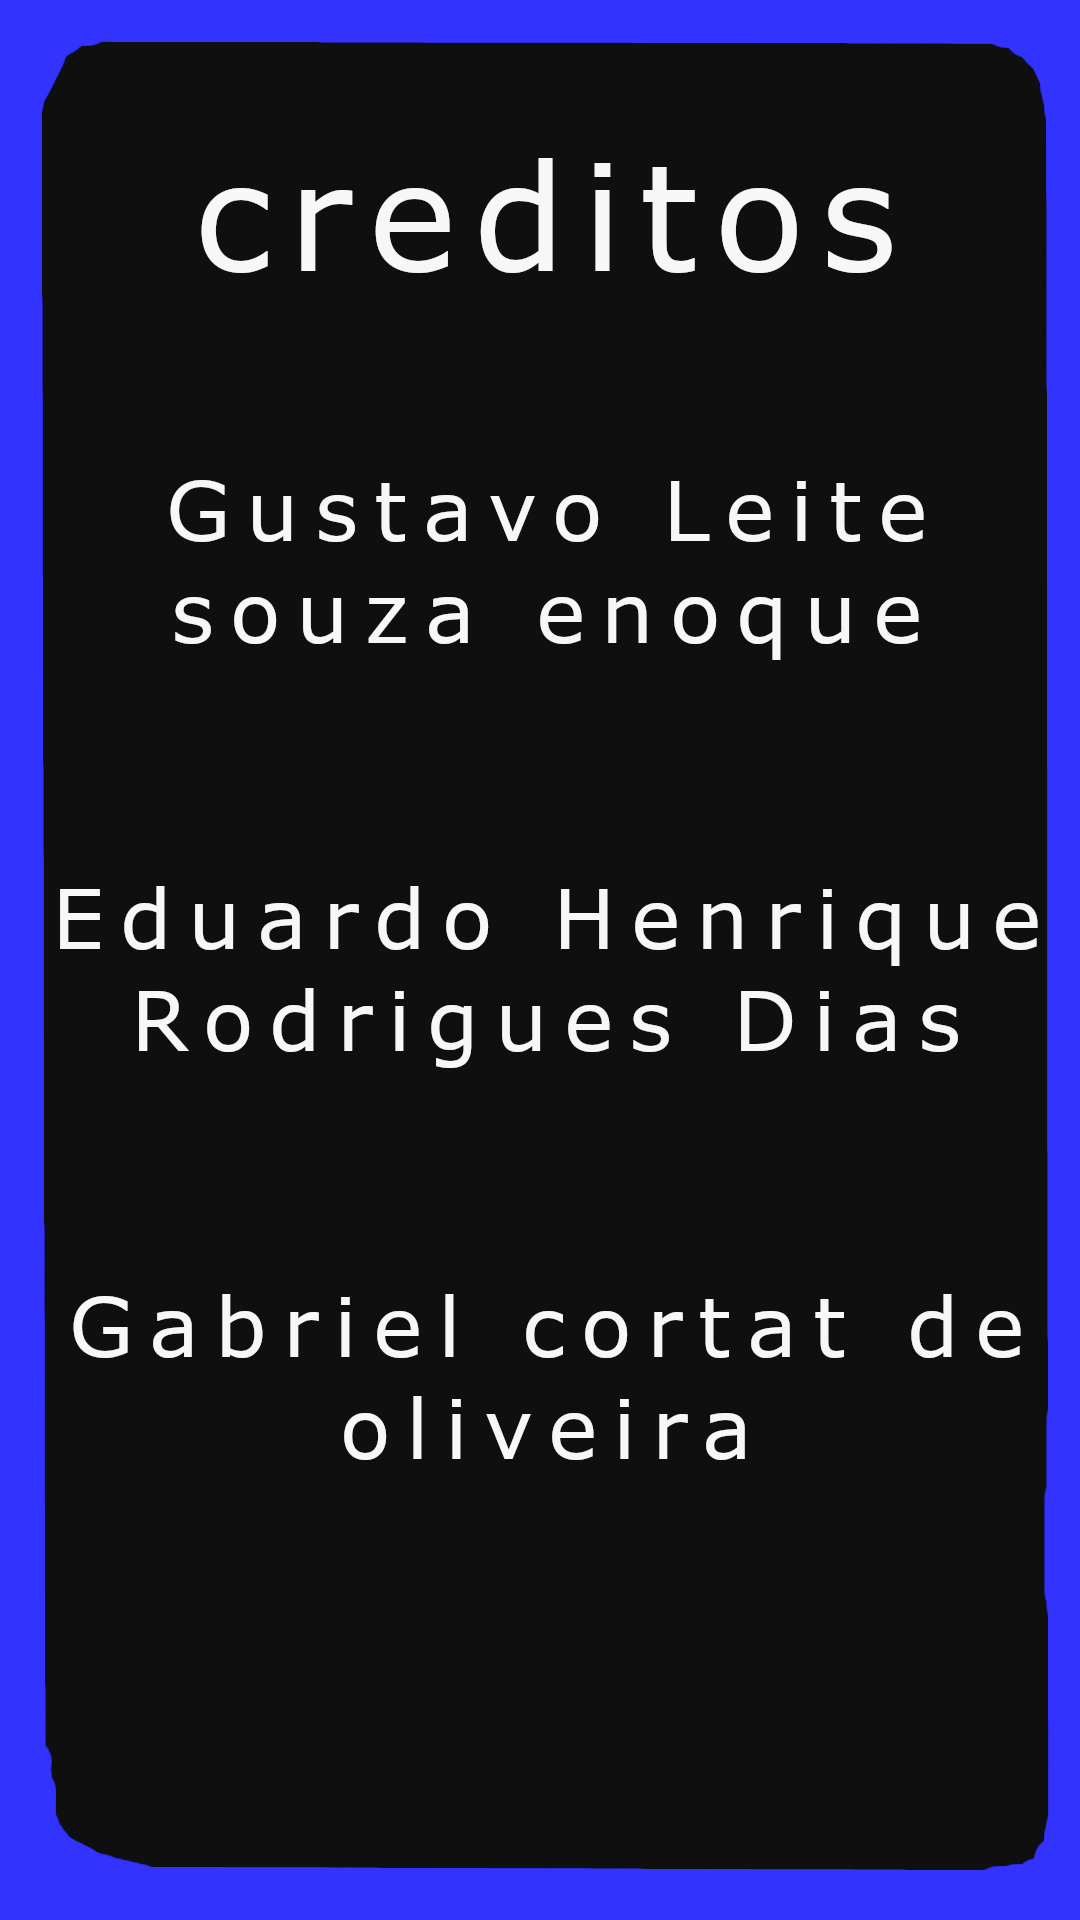 creditos
Gustavo Leite
souza enoque
Eduardo Henrique
Rodrigues Dias
Gabriel cortat de
oliveira